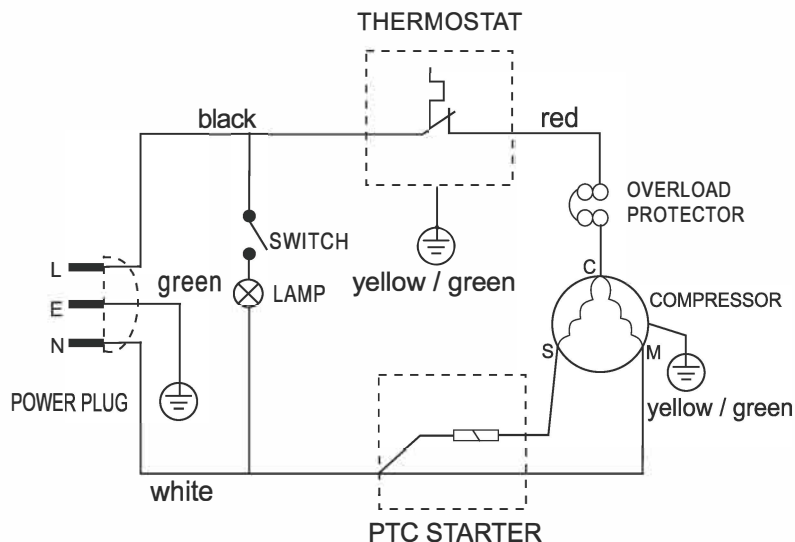 THERMOSTAT
black
red
OVERLOAD
PROTECTOR
SWITCH
L
green
LAMP
yellow / green
C
COMPRESSOR
E
N
S
M
POWER PLUG
yellow / green
white
PTC STARTER